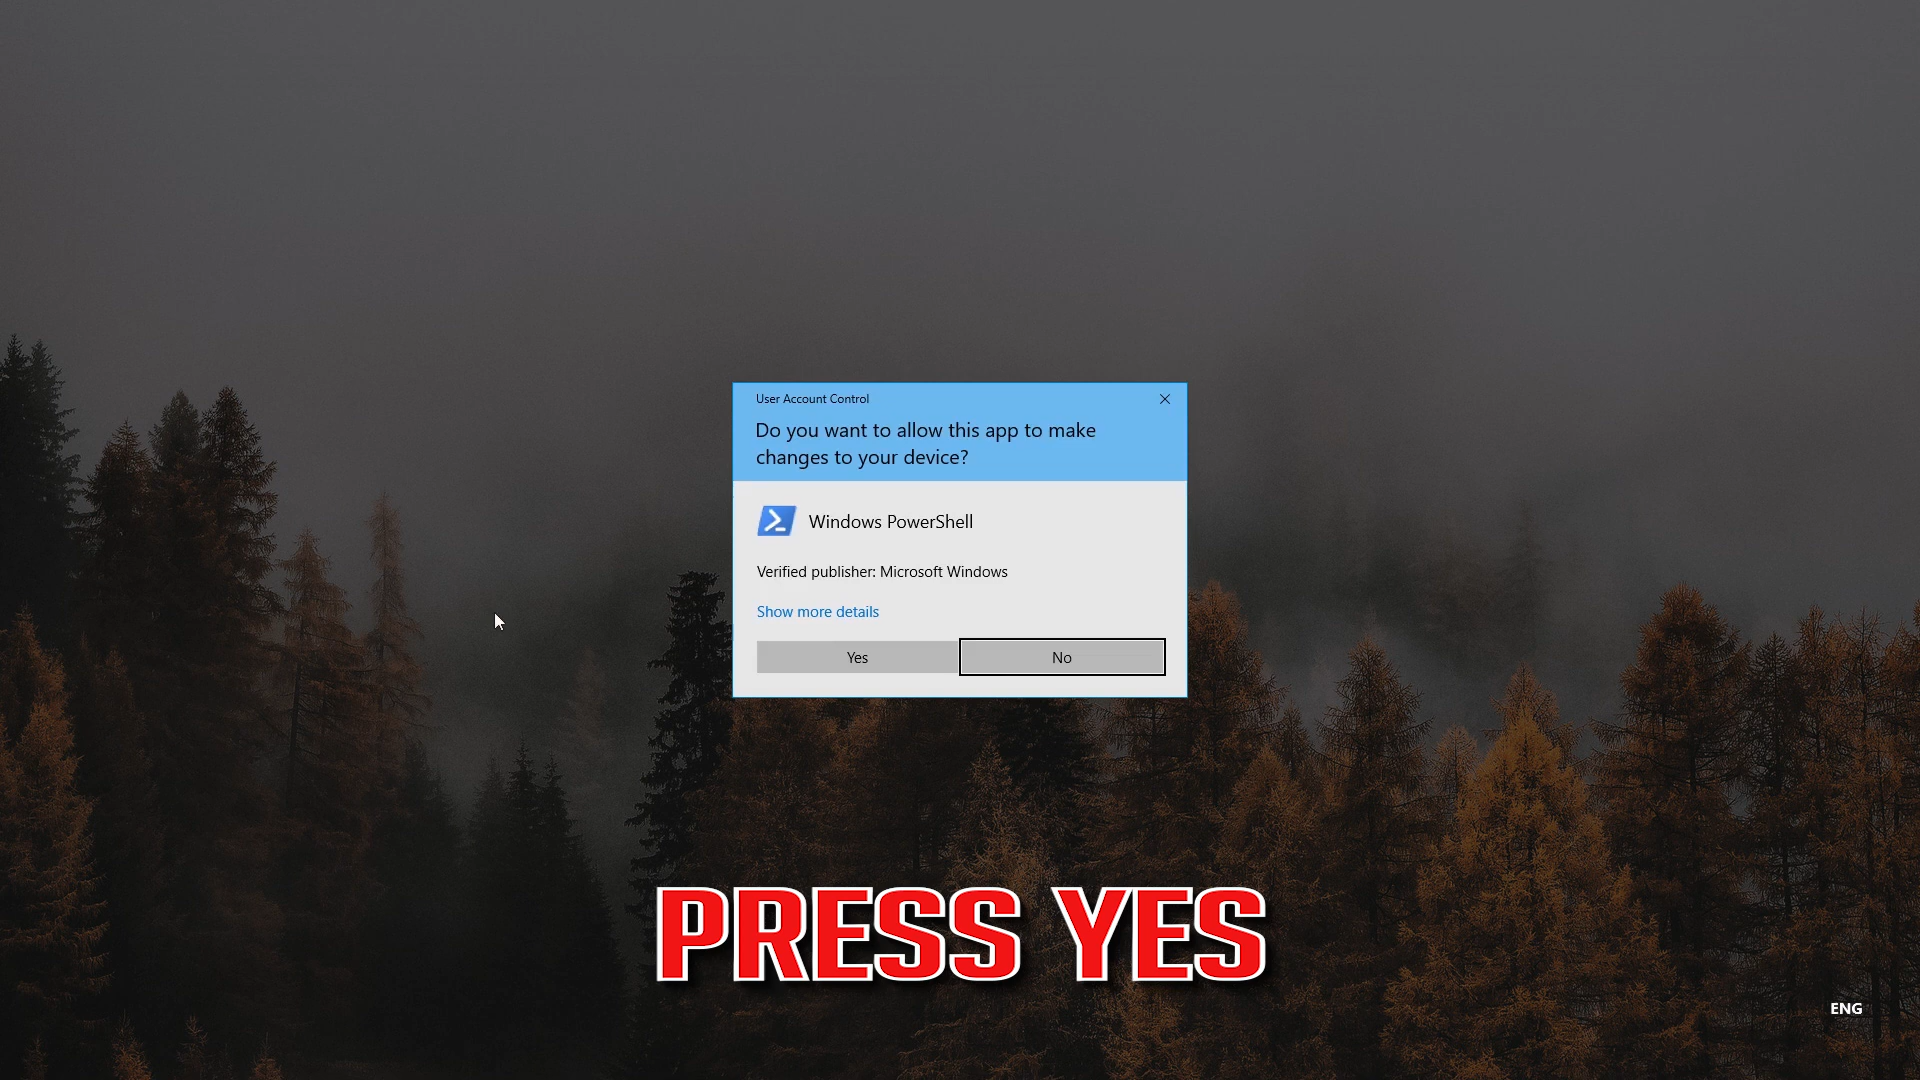 User Account Control
Do you want to allow this app to make
changes to your device?
Windows PowerShell
Verified publisher: Microsoft Windows
Show more details
Yes
No
PRESS YES
ENG